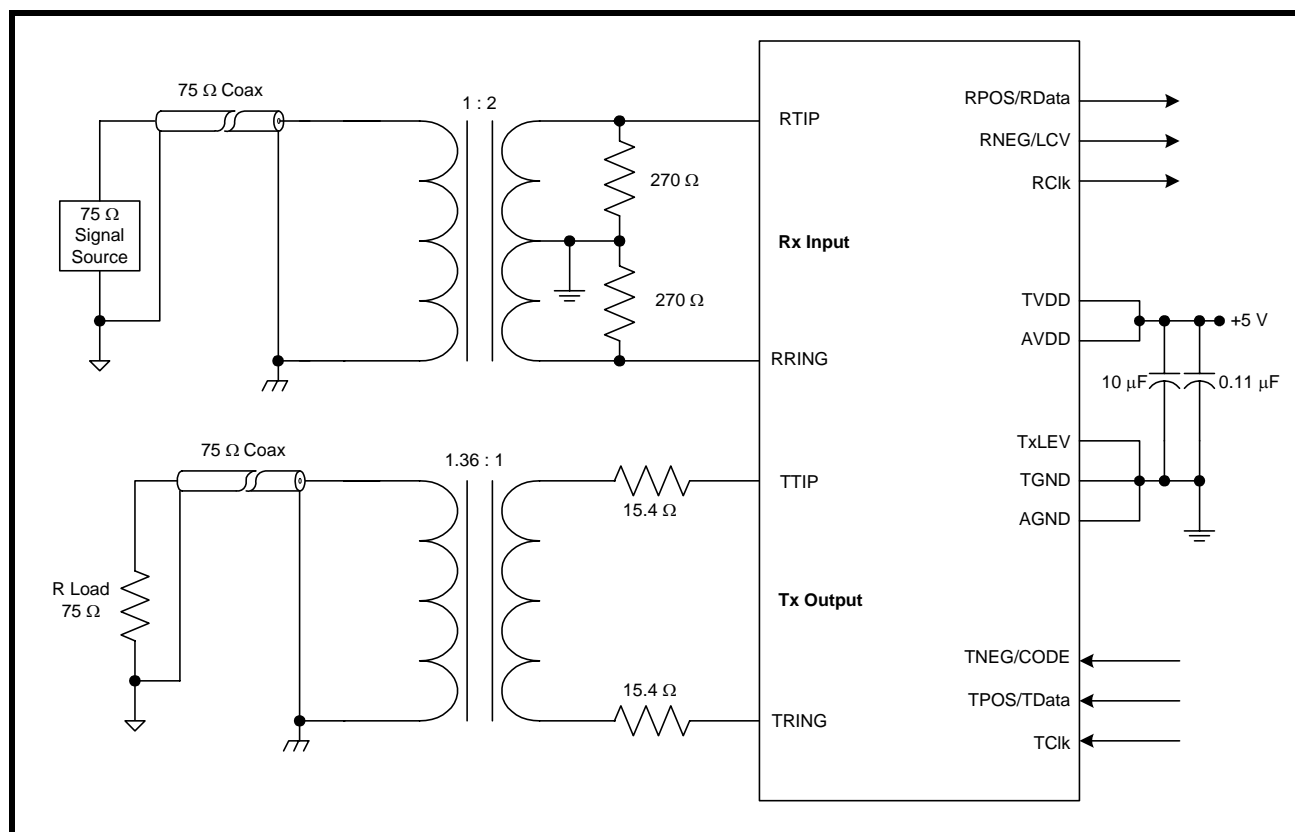 75 Ω Coax
1 : 2
75 Ω
Signal
Source
270 Ω
270 Ω
RTIP
Rx Input
RRING
RPOS/RData
RNEG/LCV
RClk
TVDD
AVDD
+5 V
10 μF
0.11 μF
TxLEV
TGND
AGND
75 Ω Coax
1.36 : 1
R Load
75 Ω
15.4 Ω
15.4 Ω
TTIP
Tx Output
TRING
TNEG/CODE
TPOS/TData
TClk